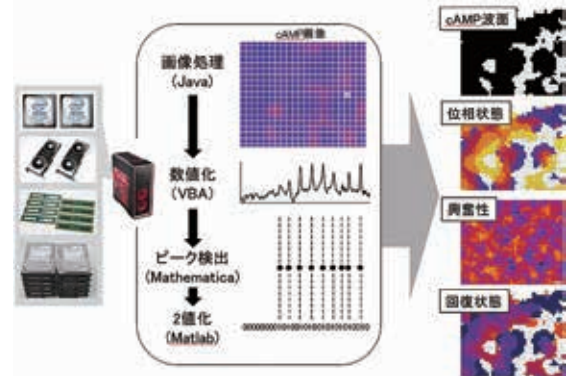 cAMP画像
画像処理
(Java)
数値化
(VBA)
ピーク検出
(Mathematica)
2値化
(Matlab)
cAMP波面
位相状態
興奮性
回復状態